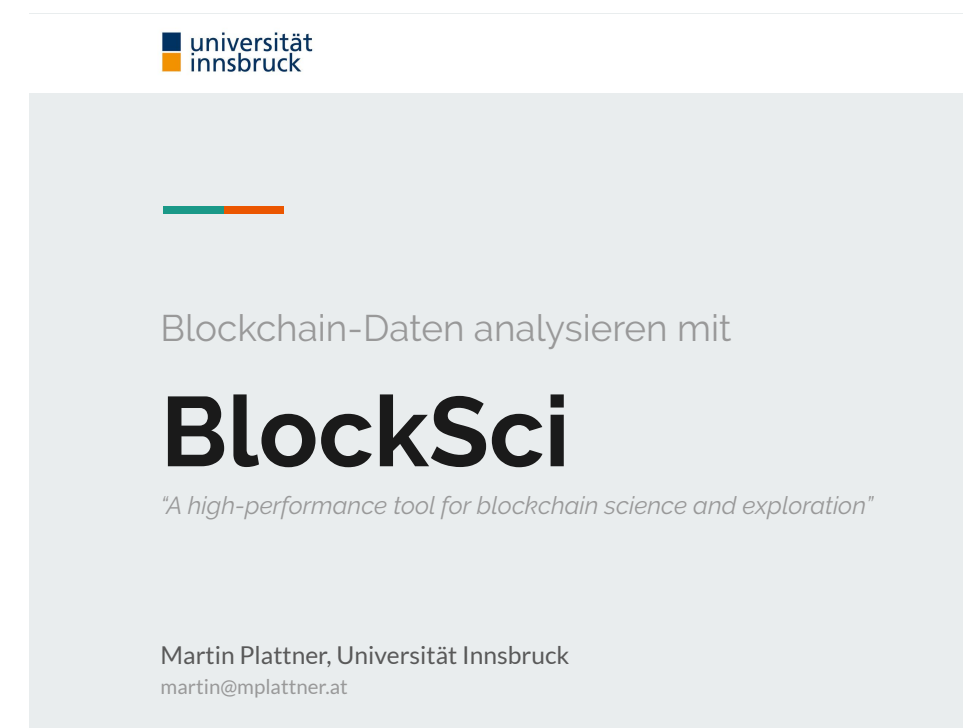 universität
innsbruck
Blockchain-Daten analysieren mit
BlockSci
“A high-performance tool for blockchain science and exploration”
Martin Plattner, Universität Innsbruck
martin@mplattner.at